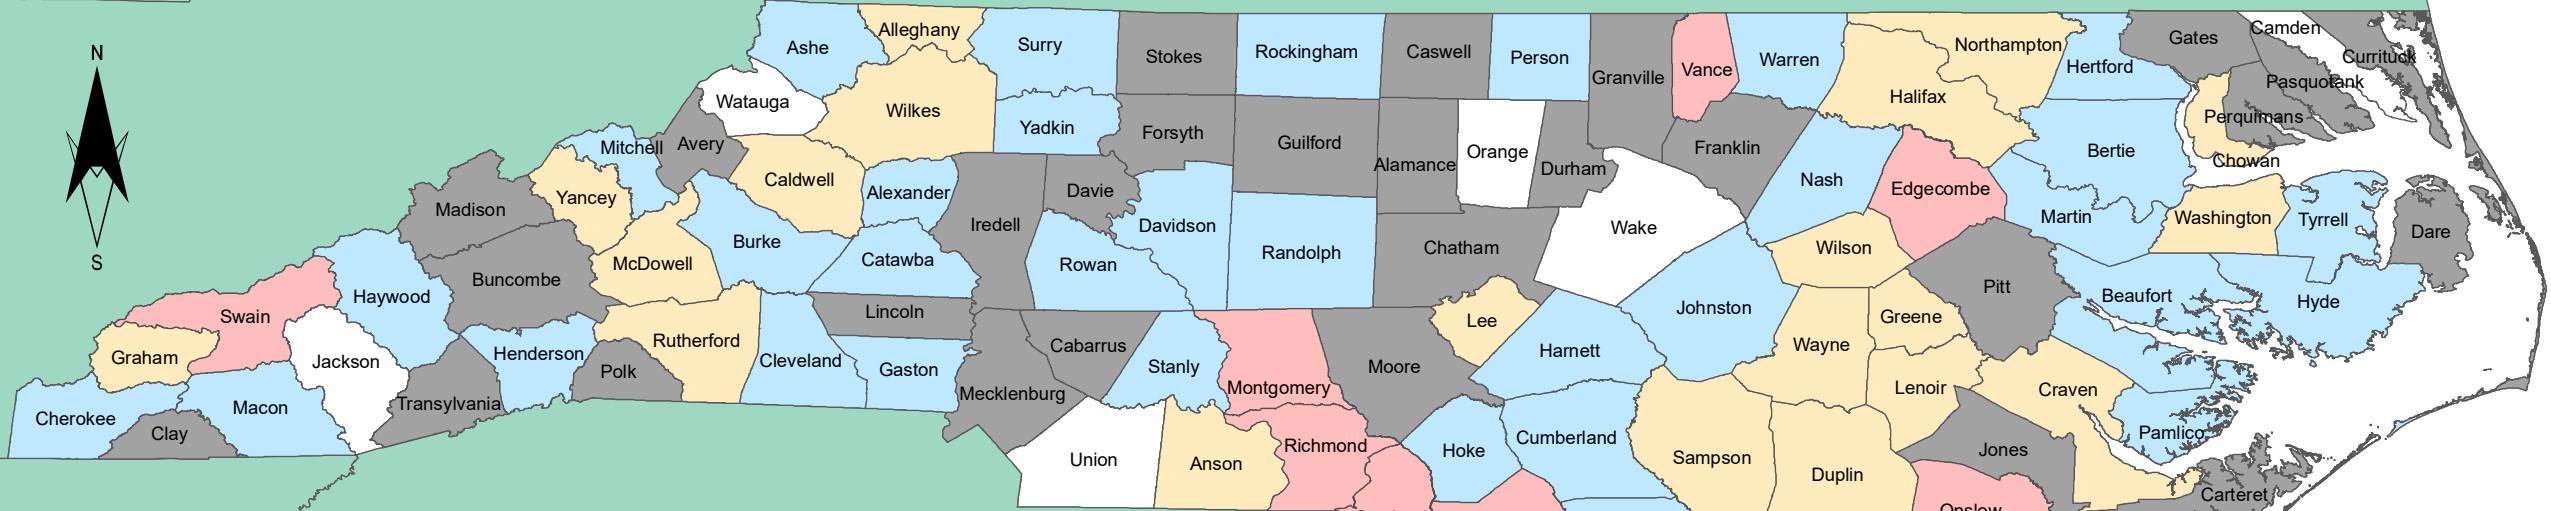 N
S
Ashe
Alleghany
Surry
Stokes
Rockingham
Caswell
Person
Granville
Vance
Warren
Northampton
Hertford
Gates
Camden
Currituck
Pasquotank
Perquimans
Chowan
Watauga
Wilkes
Yadkin
Forsyth
Guilford
Alamance
Orange
Durham
Franklin
Halifax
Bertie
Mitchell
Avery
Caldwell
Alexander
Davie
Iredell
Davidson
Randolph
Chatham
Wake
Nash
Edgecombe
Martin
Washington
Tyrrell
Dare
Madison
Yancey
Burke
McDowell
Catawba
Rowan
Wilson
Pitt
Beaufort
Hyde
Buncombe
Haywood
Swain
Graham
Jackson
Henderson
Polk
Rutherford
Cleveland
Lincoln
Gaston
Cabarrus
Stanly
Mecklenburg
Montgomery
Moore
Lee
Harnett
Johnston
Wayne
Greene
Lenoir
Craven
Pamlico
Cherokee
Clay
Macon
Transylvania
Union
Anson
Richmond
Hoke
Cumberland
Sampson
Duplin
Jones
Carteret
Onslow